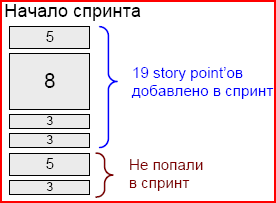 Начало спринта
5
8
3
3
5
3
19 story point'ов
добавлено в спринт
Не попали
в спринт